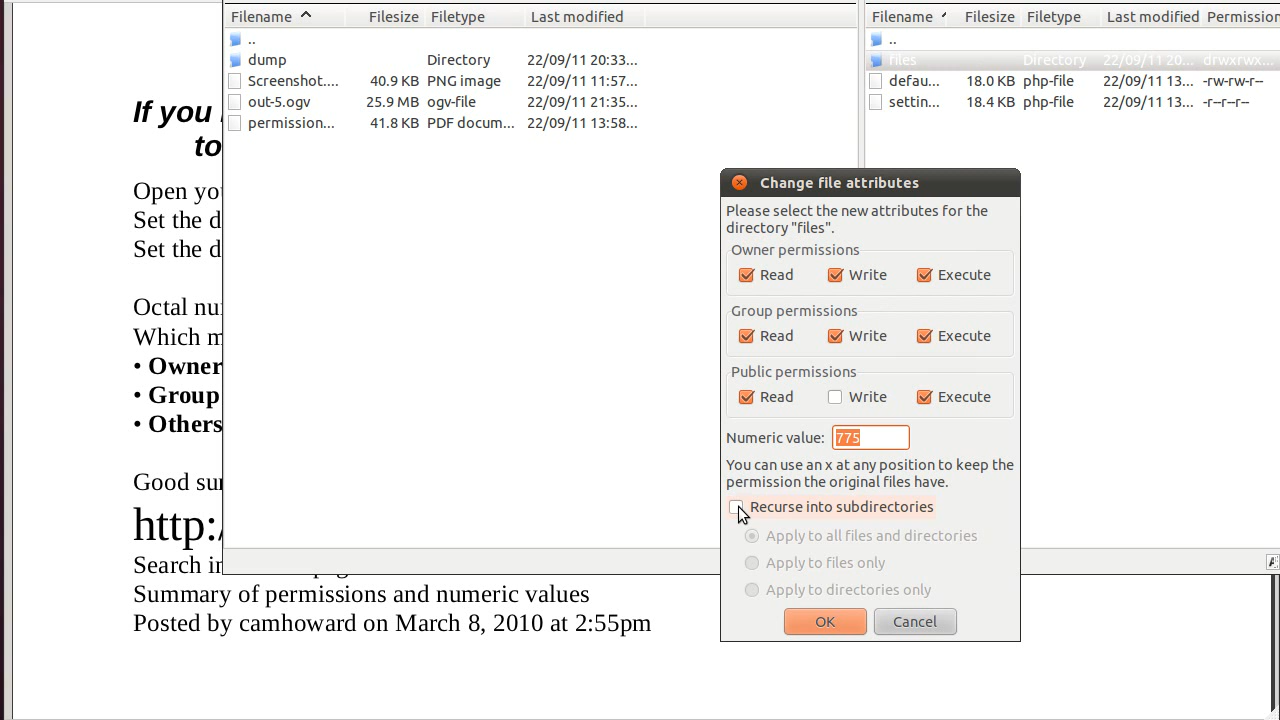 Filename Filesize Filetype Last modified
..
dump Directory 22/09/11 20:33...
Screenshot.... 40.9 KB PNG image 22/09/11 11:57...
out-5.ogv 25.9 MB ogv-file 22/09/11 21:35...
permission... 41.8 KB PDF docum... 22/09/11 13:58...
Filename Filesize Filetype Last modified Permission
..
files Directory 22/09/11 20... drwxrwx...
defau... 18.0 KB php-file 22/09/11 13... -rw-rw-r--
settin... 18.4 KB php-file 22/09/11 13... -r--r--r--
If you
to
Open you
Set the d
Set the d
Octal nu
Which m
• Owner
• Group
• Others
Good su
http:/
Search in
Summary of permissions and numeric values
Posted by camhoward on March 8, 2010 at 2:55pm
Change file attributes
Please select the new attributes for the
directory "files".
Owner permissions
Read Write Execute
Group permissions
Read Write Execute
Public permissions
Read Write Execute
Numeric value: 775
You can use an x at any position to keep the
permission the original files have.
Recurse into subdirectories
Apply to all files and directories
Apply to files only
Apply to directories only
OK Cancel